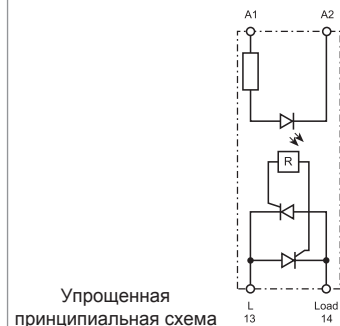 A1 A2
R
L Load
13 14
Упрощенная
принципиальная схема